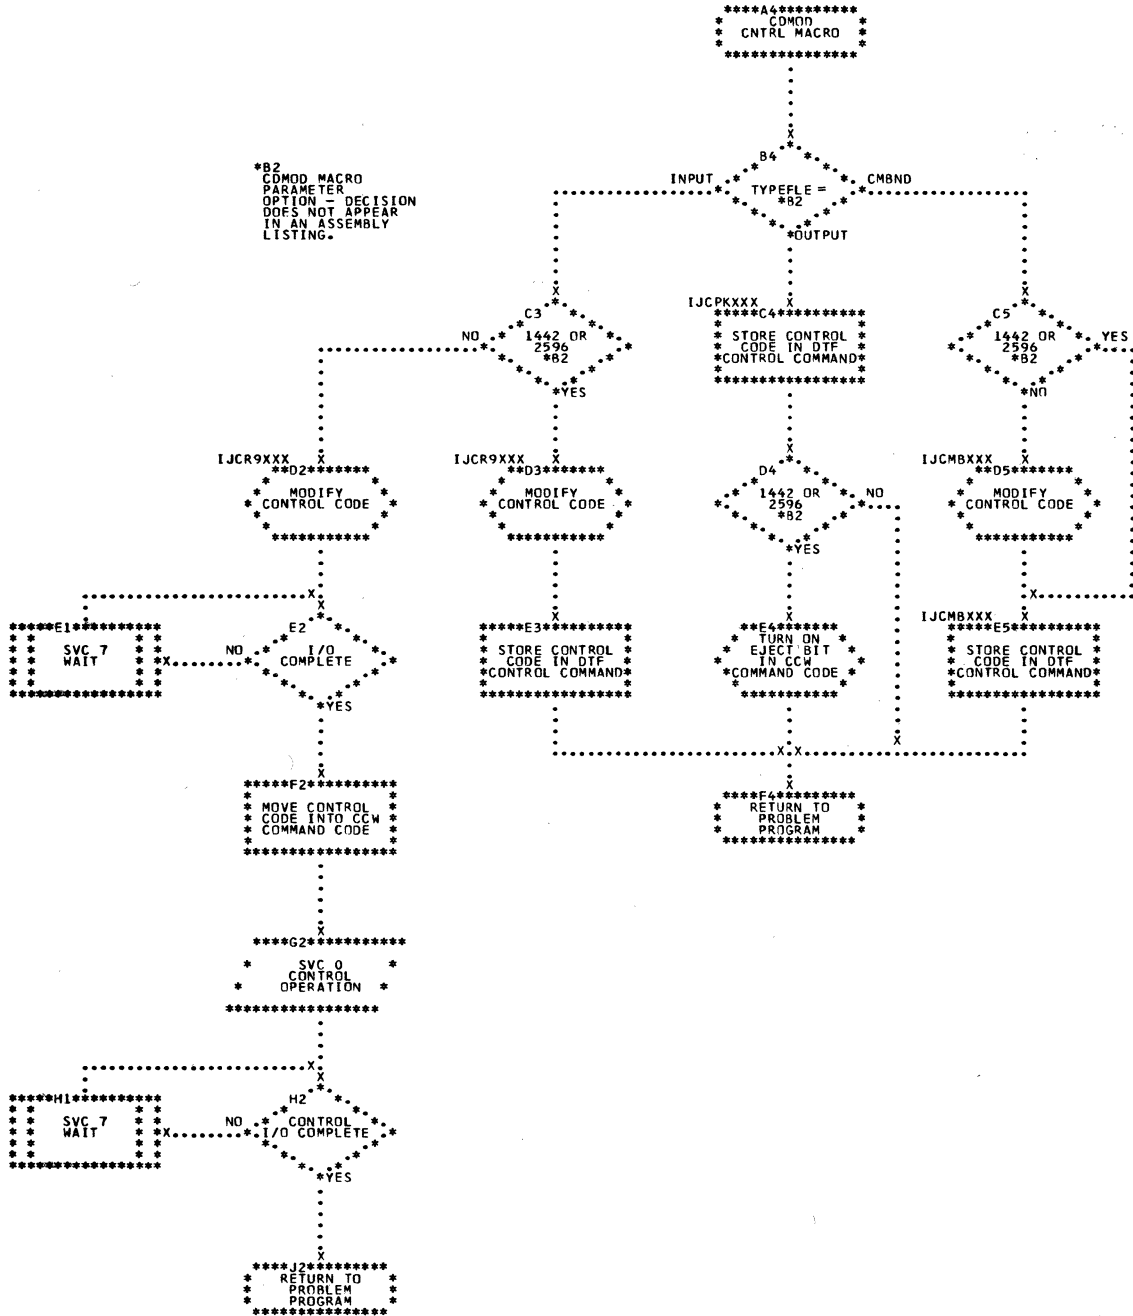 A4
CDMOD
CNTRL MACRO
B4
INPUT
TYPEFLE =
*B2
CMBND
OUTPUT
*B2
CDMOD MACRO
PARAMETER
OPTION - DECISION
DOES NOT APPEAR
IN AN ASSEMBLY
LISTING.
C3
NO
1442 OR
2596
*B2
YES
IJCPKXXX
C4
STORE CONTROL
CODE IN DTF
CONTROL COMMAND
C5
1442 OR
2596
*B2
YES
NO
IJCR9XXX
D2
MODIFY
CONTROL CODE
IJCR9XXX
D3
MODIFY
CONTROL CODE
D4
1442 OR
2596
*B2
NO
YES
IJCMBXXX
D5
MODIFY
CONTROL CODE
E1
SVC 7
WAIT
E2
NO
I/O
COMPLETE
YES
E3
STORE CONTROL
CODE IN DTF
CONTROL COMMAND
E4
TURN ON
EJECT BIT
IN CCW
COMMAND CODE
IJCMBXXX
E5
STORE CONTROL
CODE IN DTF
CONTROL COMMAND
F2
MOVE CONTROL
CODE INTO CCW
COMMAND CODE
F4
RETURN TO
PROBLEM
PROGRAM
G2
SVC 0
CONTROL
OPERATION
H1
SVC 7
WAIT
H2
NO
CONTROL
I/O COMPLETE
YES
J2
RETURN TO
PROBLEM
PROGRAM